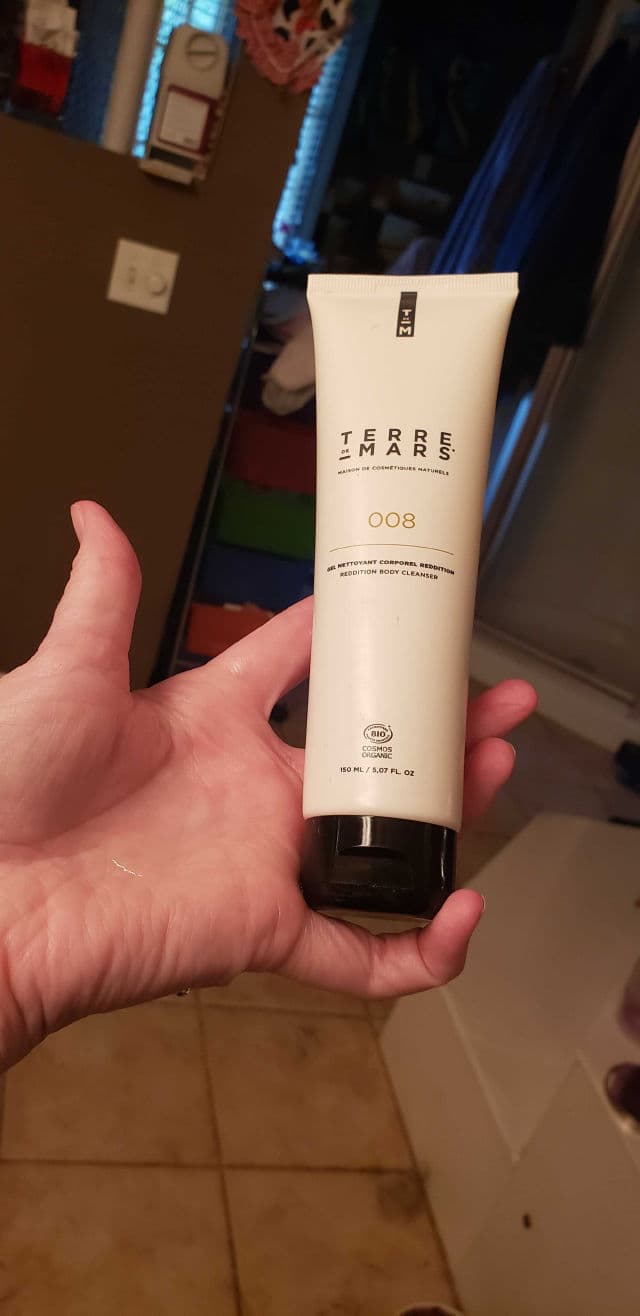 T
DE
M
TERRE
DE MARS
MAISON DE COSMÉTIQUES NATURELS
008
GEL NETTOYANT CORPOREL REDDITION
REDDITION BODY CLEANSER
BIO
COSMOS
ORGANIC
150 ML / 5,07 FL. OZ